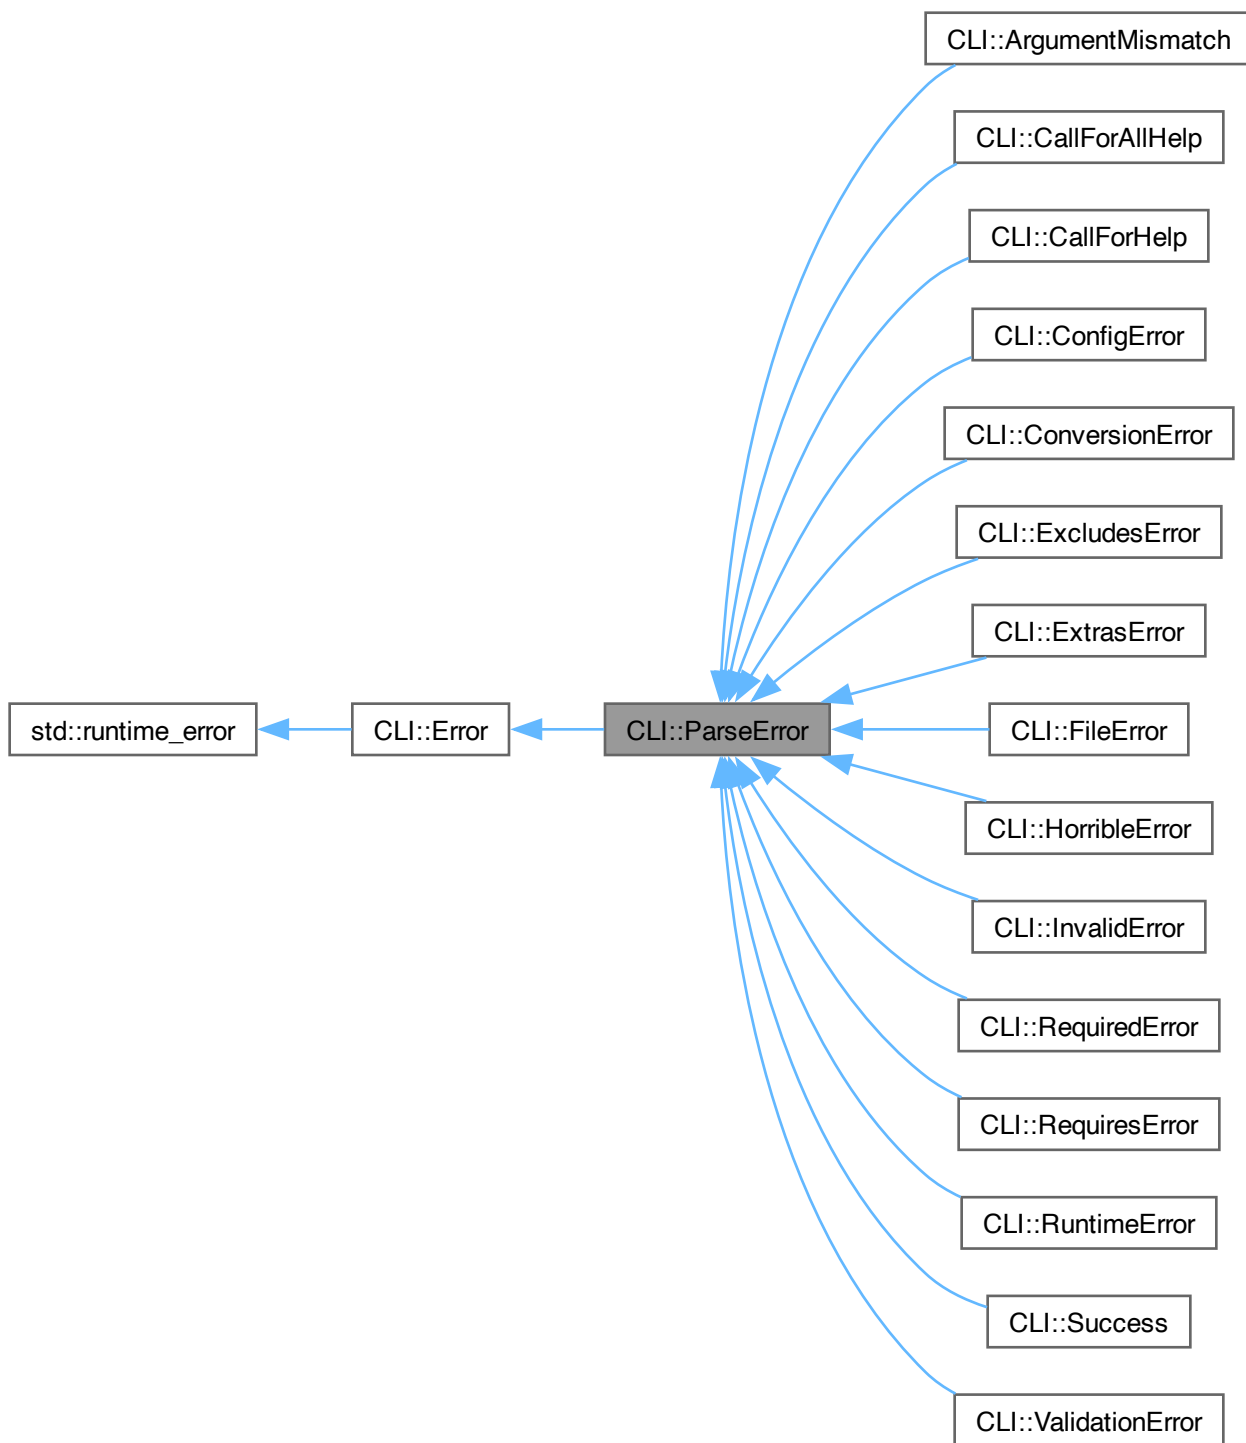 CLI::ArgumentMismatch
CLI::CallForAllHelp
CLI::CallForHelp
CLI::ConfigError
CLI::ConversionError
CLI::ExcludesError
CLI::ExtrasError
std::runtime_error
CLI::Error
CLI::ParseError
CLI::FileError
CLI::HorribleError
CLI::InvalidError
CLI::RequiredError
CLI::RequiresError
CLI::RuntimeError
CLI::Success
CLI::ValidationError